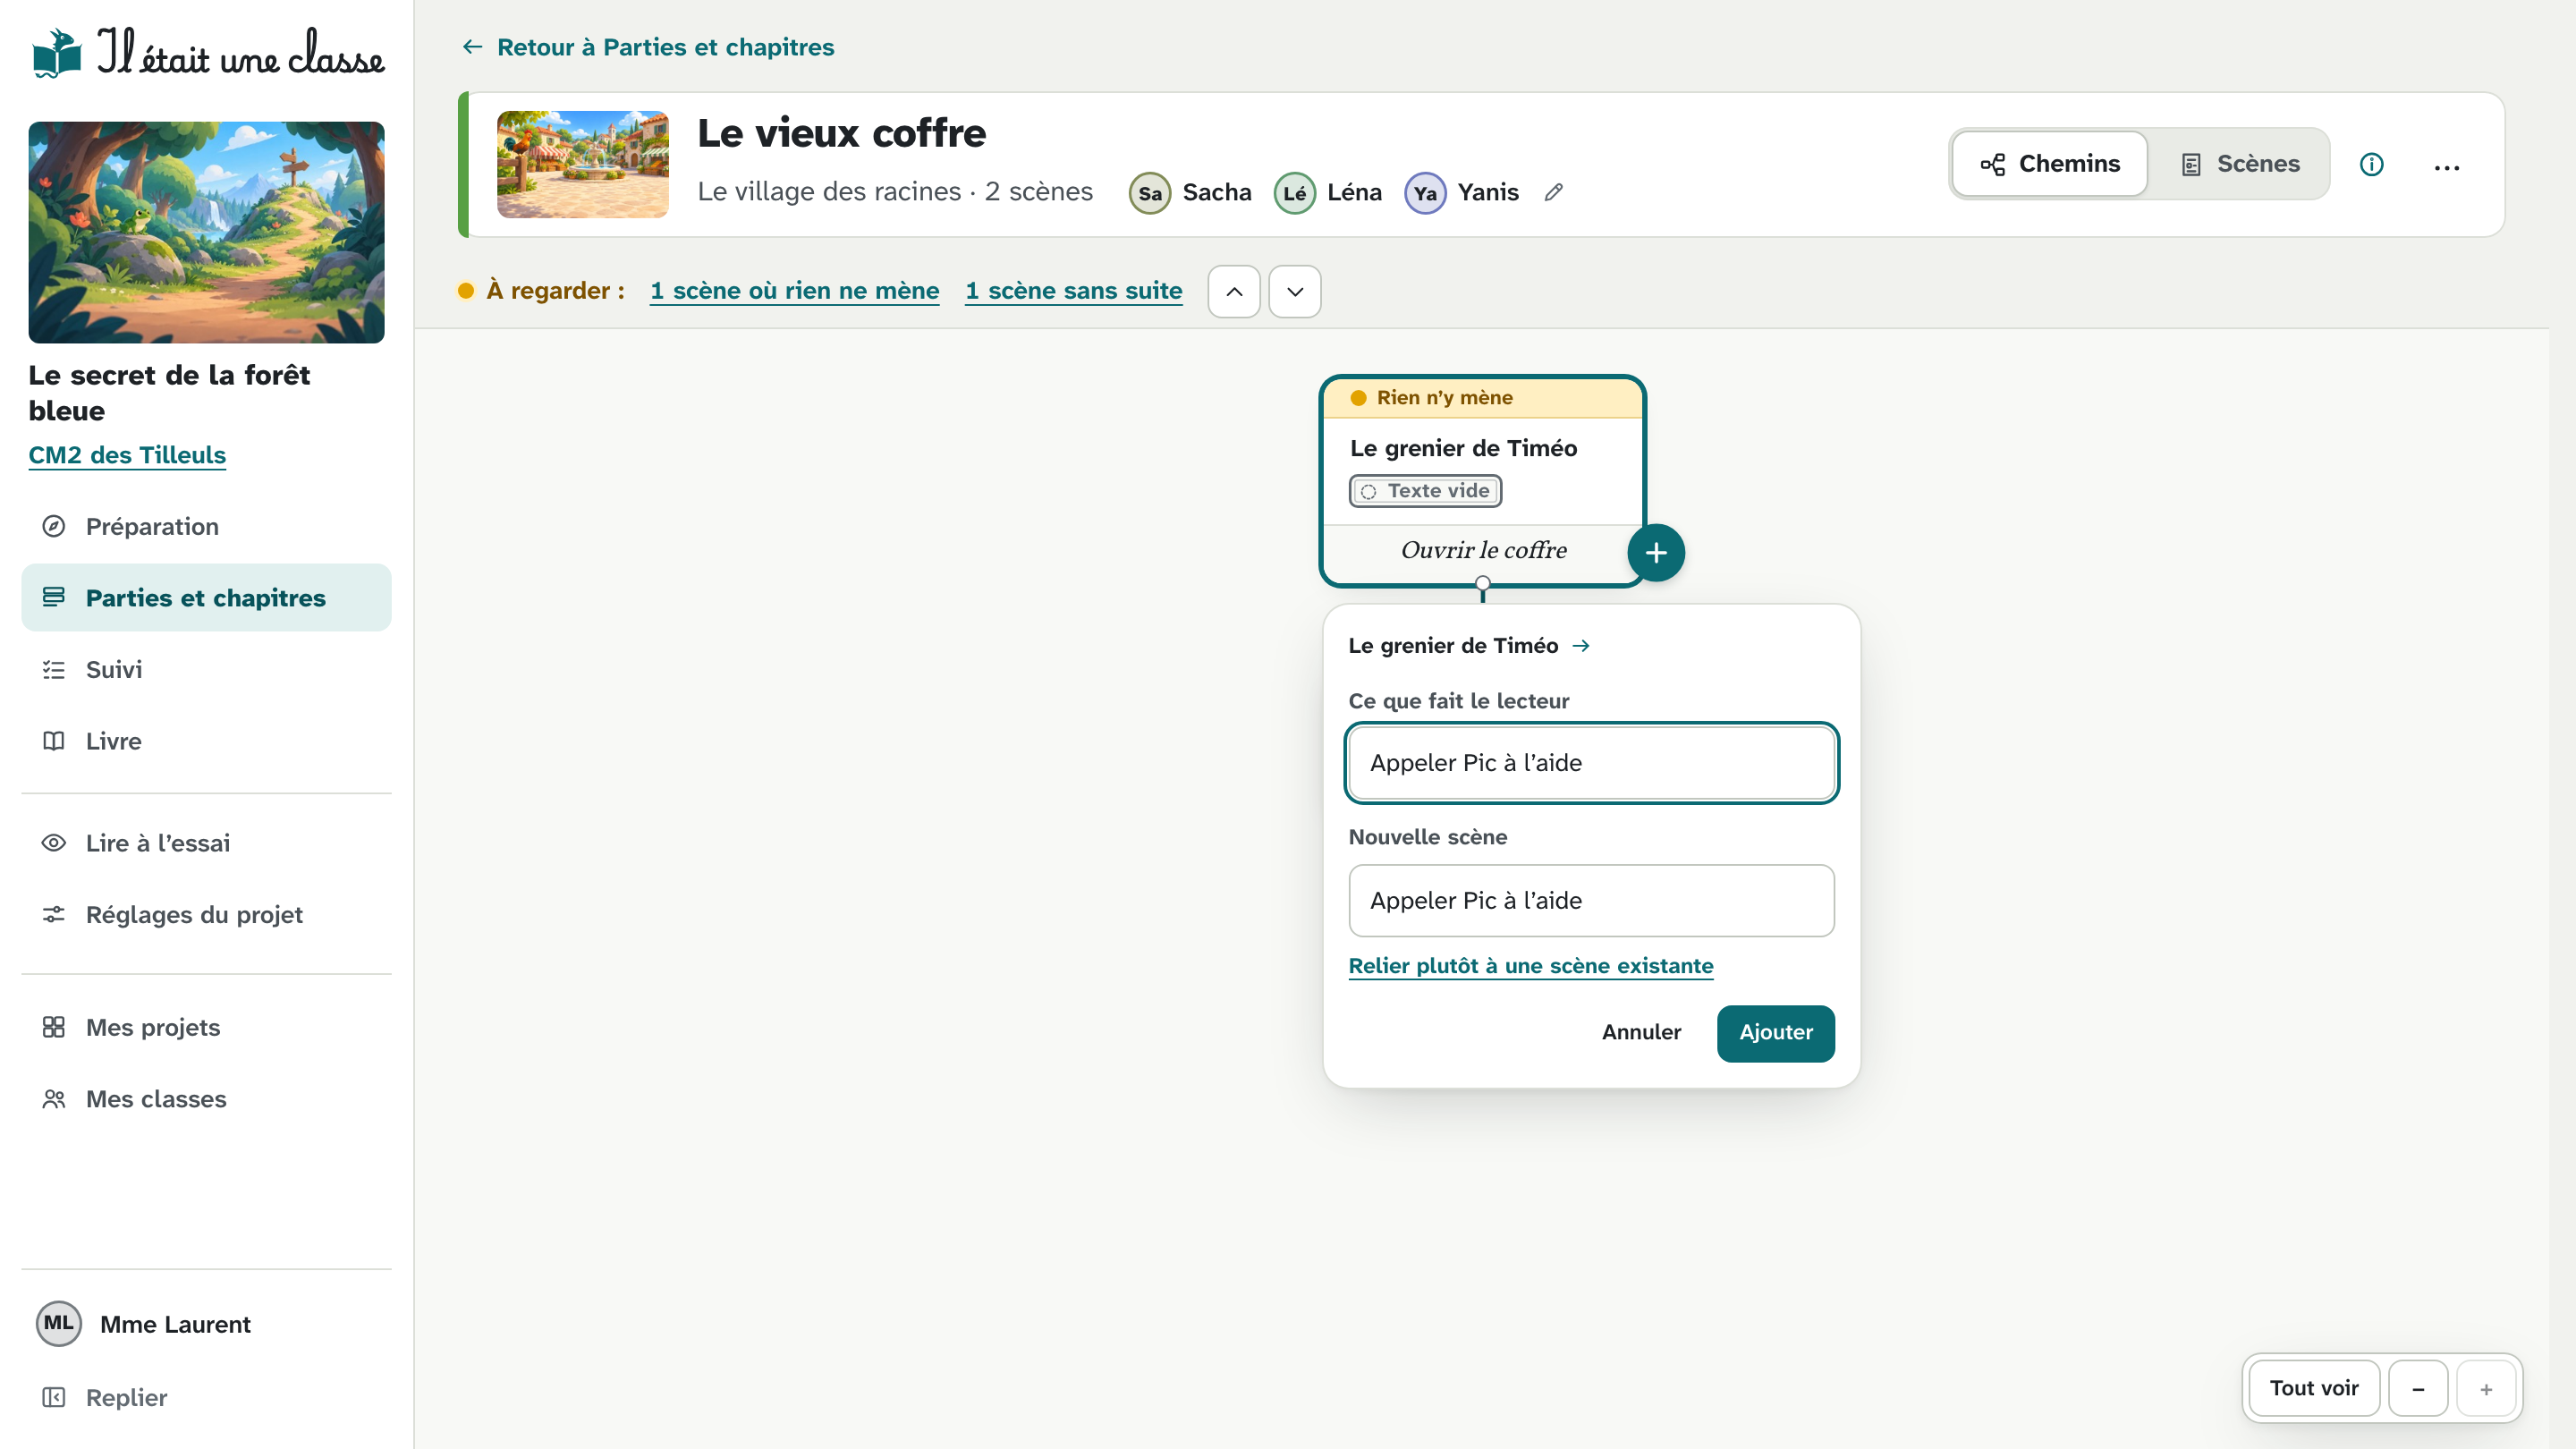 Il était une classe
Le secret de la forêt
bleue
CM2 des Tilleuls
Préparation
Parties et chapitres
Suivi
Livre
Lire à l’essai
Réglages du projet
Mes projets
Mes classes
ML Mme Laurent
Replier
← Retour à Parties et chapitres
Le vieux coffre
Le village des racines · 2 scènes Sa Sacha Lé Léna Ya Yanis
Chemins Scènes
À regarder : 1 scène où rien ne mène 1 scène sans suite
Rien n’y mène
Le grenier de Timéo
Texte vide
Ouvrir le coffre
+
Le grenier de Timéo →
Ce que fait le lecteur
Appeler Pic à l’aide
Nouvelle scène
Appeler Pic à l’aide
Relier plutôt à une scène existante
Annuler Ajouter
Tout voir − +